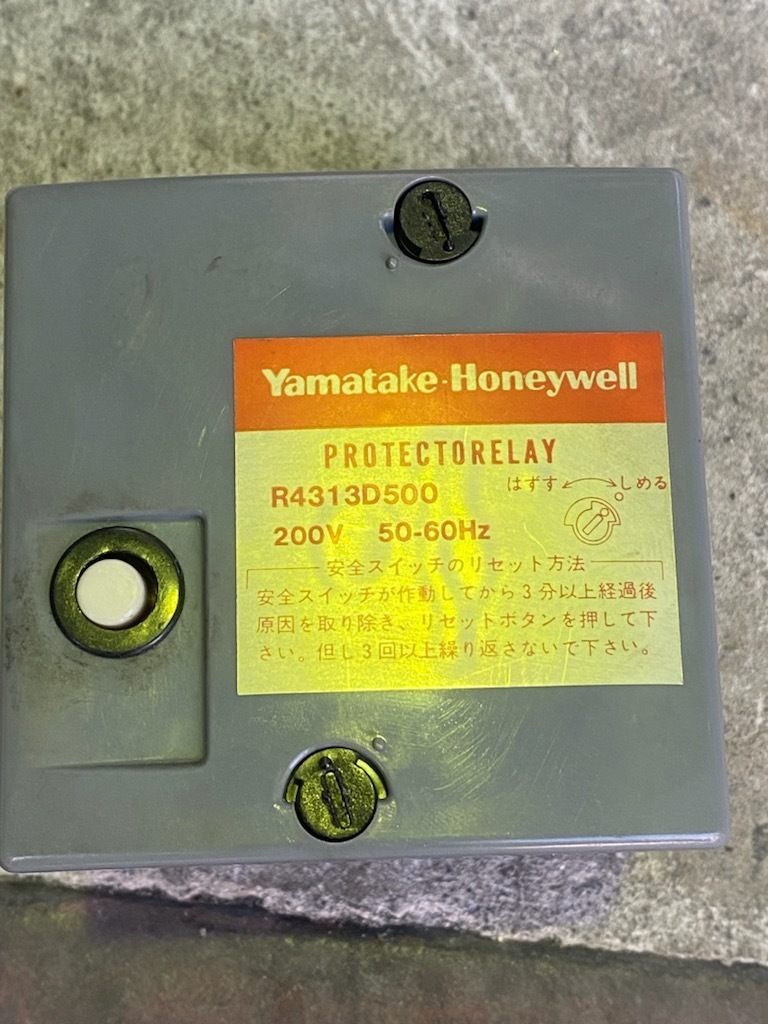 Yamatake·Honeywell
PROTECTORELAY
R4313D500
はずす しめる
200V 50-60Hz
安全スイッチのリセット方法
安全スイッチが作動してから3分以上経過後
原因を取り除き、リセットボタンを押して下
さい。但し3回以上繰り返さないで下さい。